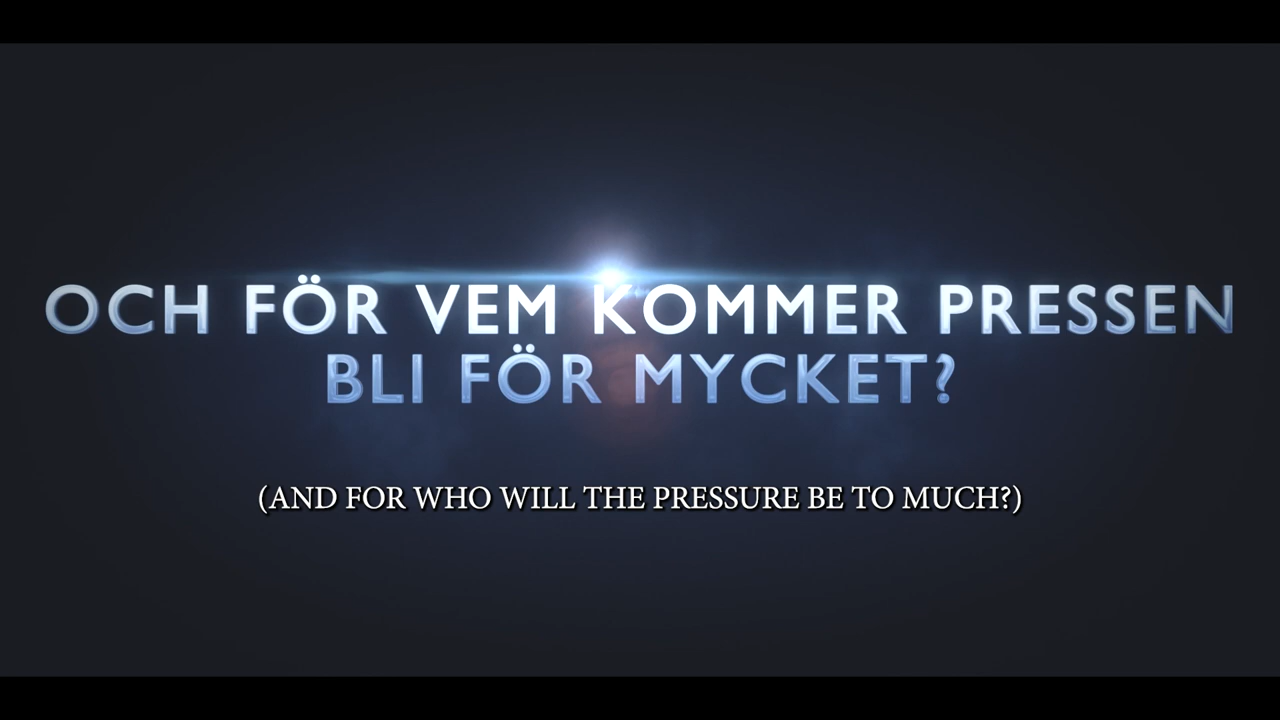 OCH FÖR VEM KOMMER PRESSEN
BLI FÖR MYCKET?
(AND FOR WHO WILL THE PRESSURE BE TO MUCH?)